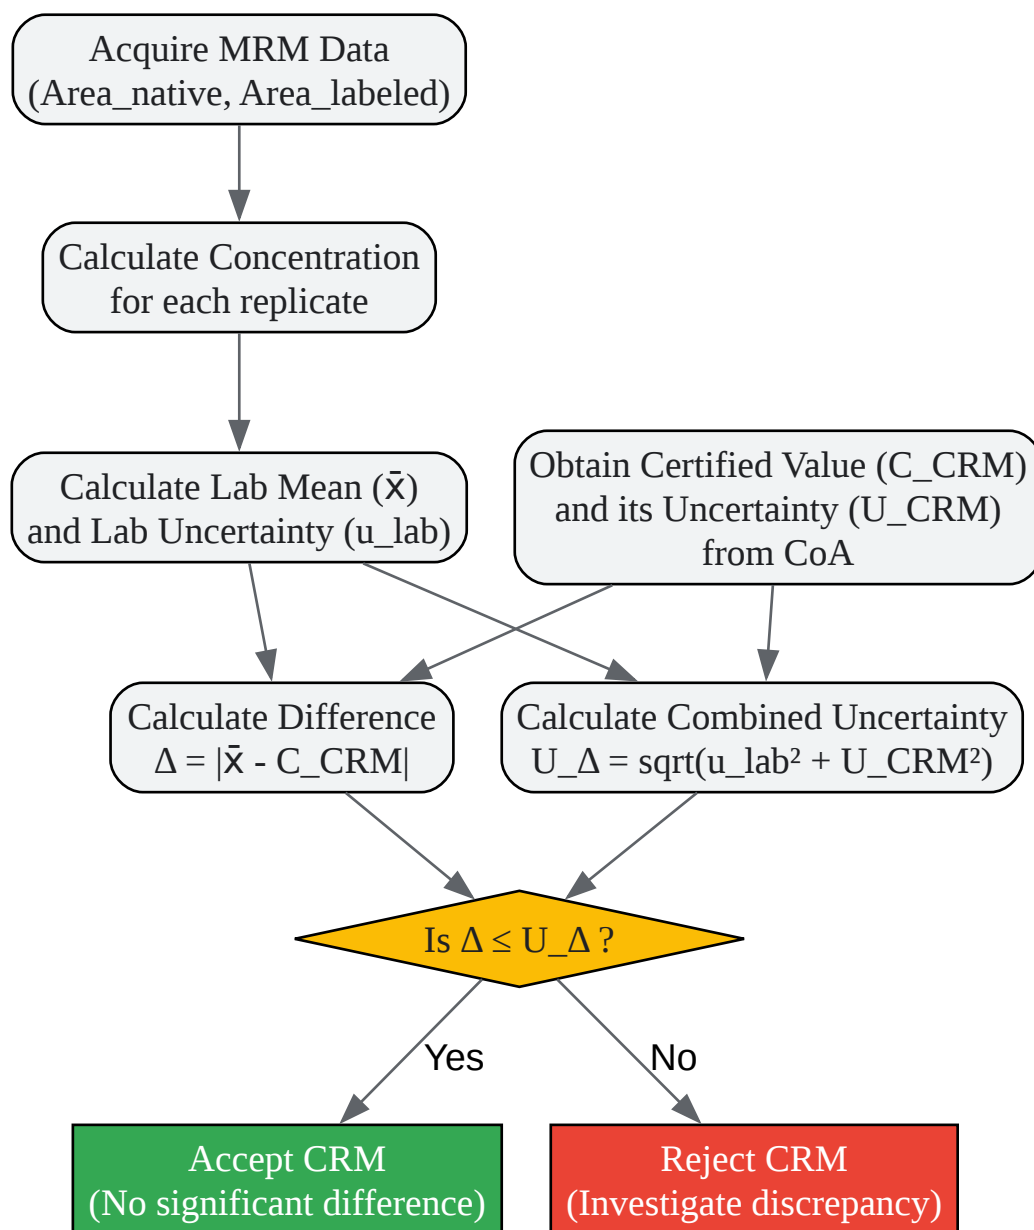 Acquire MRM Data
(Area_native, Area_labeled)
Calculate Concentration
for each replicate
Calculate Lab Mean (x̄)
and Lab Uncertainty (u_lab)
Obtain Certified Value (C_CRM)
and its Uncertainty (U_CRM)
from CoA
Calculate Difference
Δ = |x̄ - C_CRM|
Calculate Combined Uncertainty
U_Δ = sqrt(u_lab² + U_CRM²)
Is Δ ≤ U_Δ ?
Yes
No
Accept CRM
(No significant difference)
Reject CRM
(Investigate discrepancy)